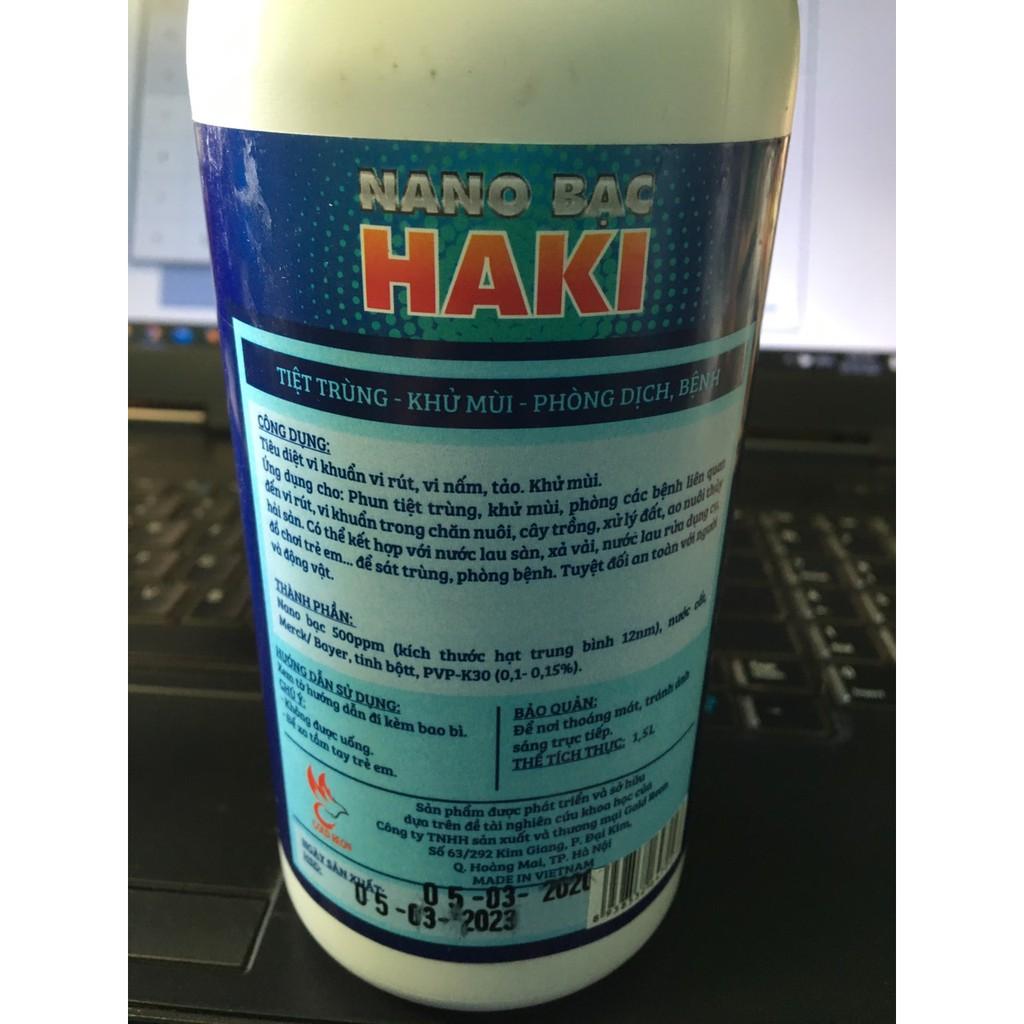 NANO BẠC
HAKI
TIỆT TRÙNG - KHỬ MÙI - PHÒNG DỊCH, BỆNH
CÔNG DỤNG:
Tiêu diệt vi khuẩn vi rút, vi nấm, tảo. Khử mùi.
Ứng dụng cho: Phun tiệt trùng, khử mùi, phòng các bệnh liên quan
đến vi rút, vi khuẩn trong chăn nuôi, cây trồng, xử lý đất, ao nuôi thủy
hải sản. Có thể kết hợp với nước lau sàn, xả vải, nước lau rửa dụng cụ,
đồ chơi trẻ em... để sát trùng, phòng bệnh. Tuyệt đối an toàn với người
và động vật.
THÀNH PHẦN:
Nano bạc 500ppm (kích thước hạt trung bình 12nm), nước cất,
Merck/ Bayer, tinh bộtt, PVP-K30 (0,1- 0,15%).
HƯỚNG DẪN SỬ DỤNG:
Xem tờ hướng dẫn đi kèm bao bì.
CHÚ Ý:
- Không được uống.
- Để xa tầm tay trẻ em.
BẢO QUẢN:
Để nơi thoáng mát, tránh ánh
sáng trực tiếp.
THỂ TÍCH THỰC: 1,5L
GOLD REON
Sản phẩm được phát triển và sở hữu
dựa trên đề tài nghiên cứu khoa học của
Công ty TNHH sản xuất và thương mại Gold Reon
Số 63/292 Kim Giang, P. Đại Kim,
Q. Hoàng Mai, TP. Hà Nội
MADE IN VIETNAM
NGÀY SẢN XUẤT: 05-03-2020
HSD: 05-03-2023